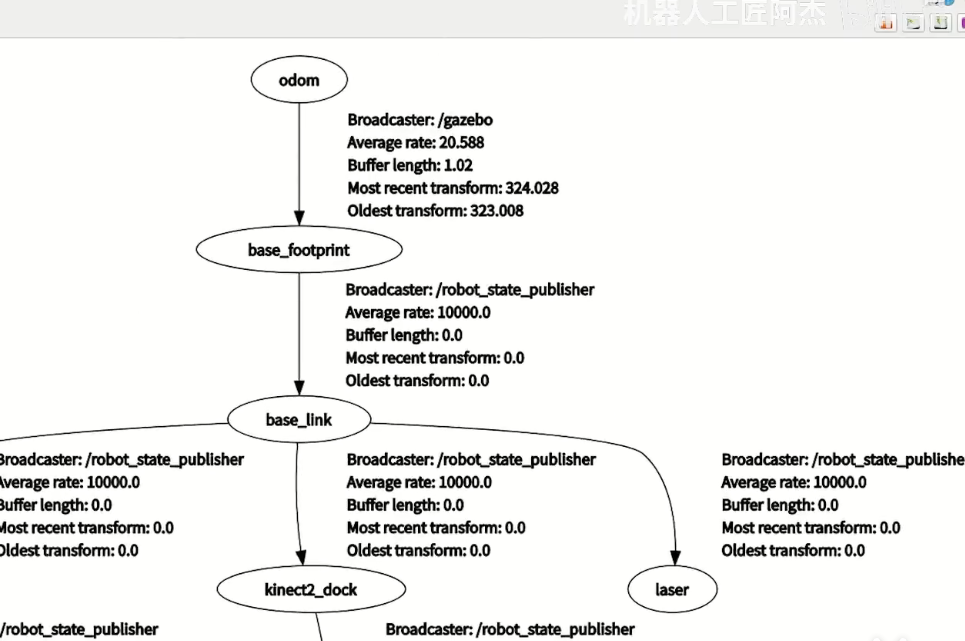 机器人工匠阿杰
odom
Broadcaster: /gazebo
Average rate: 20.588
Buffer length: 1.02
Most recent transform: 324.028
Oldest transform: 323.008
base_footprint
Broadcaster: /robot_state_publisher
Average rate: 10000.0
Buffer length: 0.0
Most recent transform: 0.0
Oldest transform: 0.0
base_link
Broadcaster: /robot_state_publisher
Average rate: 10000.0
Buffer length: 0.0
Most recent transform: 0.0
Oldest transform: 0.0
Broadcaster: /robot_state_publisher
Average rate: 10000.0
Buffer length: 0.0
Most recent transform: 0.0
Oldest transform: 0.0
Broadcaster: /robot_state_publishe
Average rate: 10000.0
Buffer length: 0.0
Most recent transform: 0.0
Oldest transform: 0.0
kinect2_dock
laser
/robot_state_publisher
Broadcaster: /robot_state_publisher